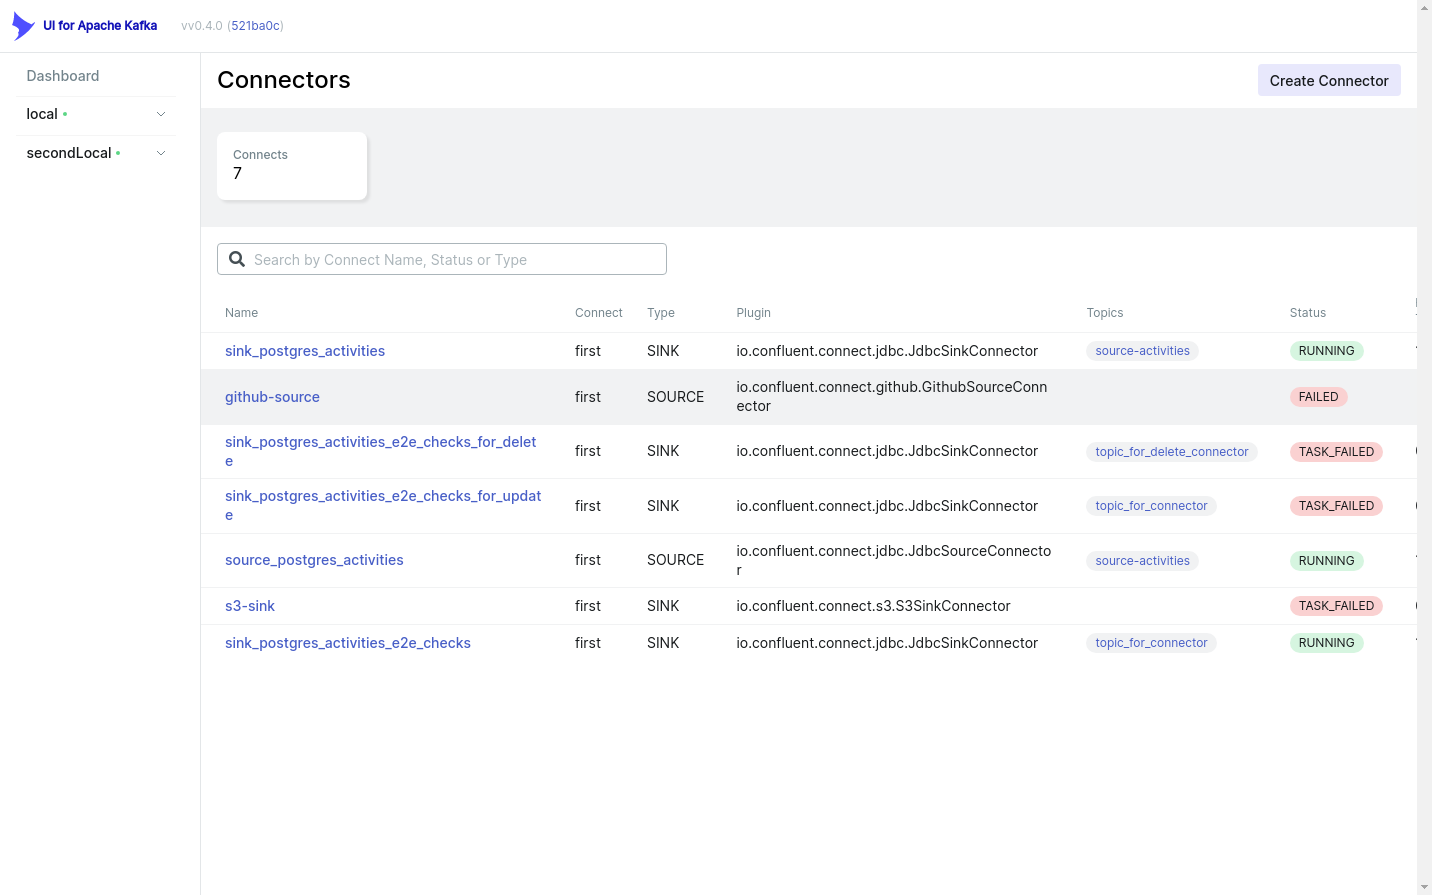 UI for Apache Kafka vv0.4.0 (521ba0c)
Dashboard
local
secondLocal
Connectors
Create Connector
Connects
7
Search by Connect Name, Status or Type
Name Connect Type Plugin Topics Status
sink_postgres_activities first SINK io.confluent.connect.jdbc.JdbcSinkConnector source-activities RUNNING
github-source first SOURCE io.confluent.connect.github.GithubSourceConn
ector FAILED
sink_postgres_activities_e2e_checks_for_delet
e first SINK io.confluent.connect.jdbc.JdbcSinkConnector topic_for_delete_connector TASK_FAILED
sink_postgres_activities_e2e_checks_for_updat
e first SINK io.confluent.connect.jdbc.JdbcSinkConnector topic_for_connector TASK_FAILED
source_postgres_activities first SOURCE io.confluent.connect.jdbc.JdbcSourceConnecto
r source-activities RUNNING
s3-sink first SINK io.confluent.connect.s3.S3SinkConnector TASK_FAILED
sink_postgres_activities_e2e_checks first SINK io.confluent.connect.jdbc.JdbcSinkConnector topic_for_connector RUNNING